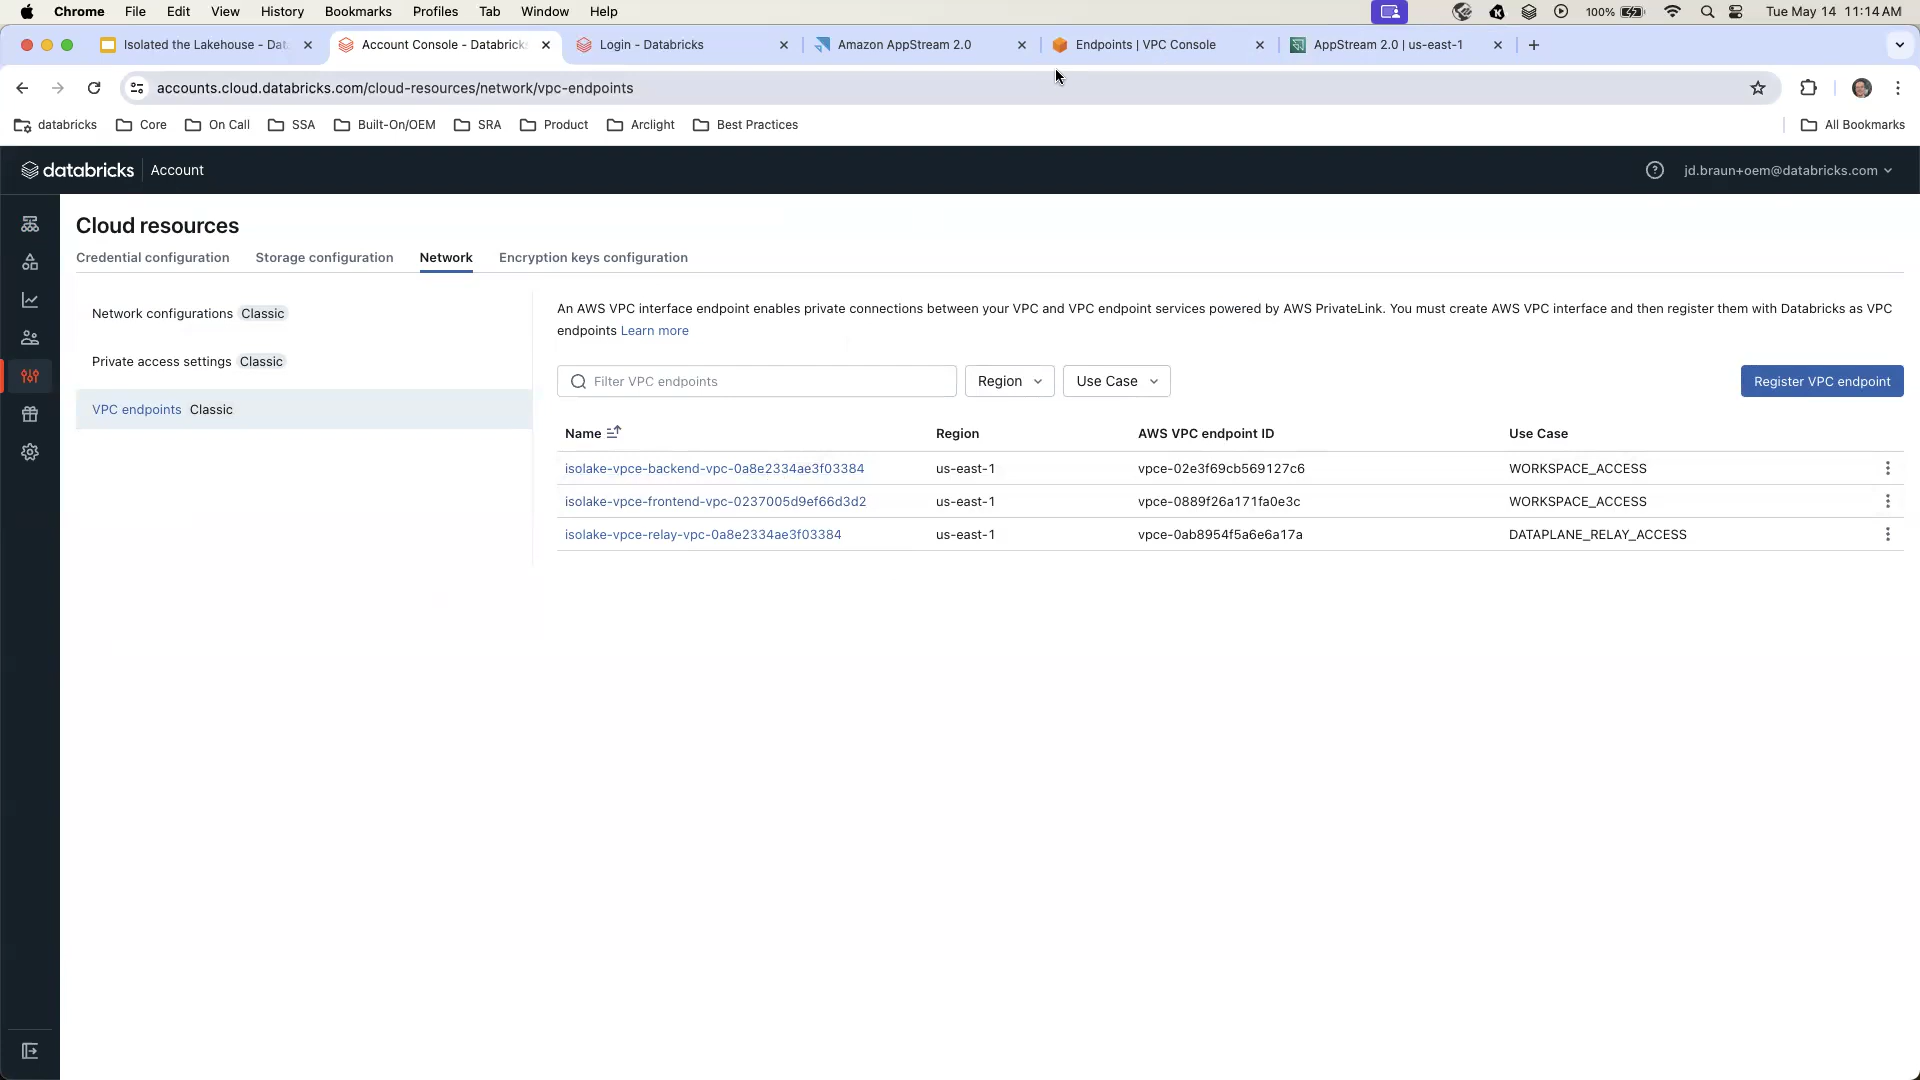 Chrome File Edit View History Bookmarks Profiles Tab Window Help 100% Tue May 14 11:14 AM
Isolated the Lakehouse - Dat Account Console - Databricks Login - Databricks Amazon AppStream 2.0 Endpoints | VPC Console AppStream 2.0 | us-east-1
accounts.cloud.databricks.com/cloud-resources/network/vpc-endpoints
databricks Core On Call SSA Built-On/OEM SRA Product Arclight Best Practices All Bookmarks
databricks Account jd.braun+oem@databricks.com
Cloud resources
Credential configuration Storage configuration Network Encryption keys configuration
Network configurations Classic
Private access settings Classic
VPC endpoints Classic
An AWS VPC interface endpoint enables private connections between your VPC and VPC endpoint services powered by AWS PrivateLink. You must create AWS VPC interface and then register them with Databricks as VPC
endpoints Learn more
Filter VPC endpoints Region Use Case Register VPC endpoint
Name Region AWS VPC endpoint ID Use Case
isolake-vpce-backend-vpc-0a8e2334ae3f03384 us-east-1 vpce-02e3f69cb569127c6 WORKSPACE_ACCESS
isolake-vpce-frontend-vpc-0237005d9ef66d3d2 us-east-1 vpce-0889f26a171fa0e3c WORKSPACE_ACCESS
isolake-vpce-relay-vpc-0a8e2334ae3f03384 us-east-1 vpce-0ab8954f5a6e6a17a DATAPLANE_RELAY_ACCESS